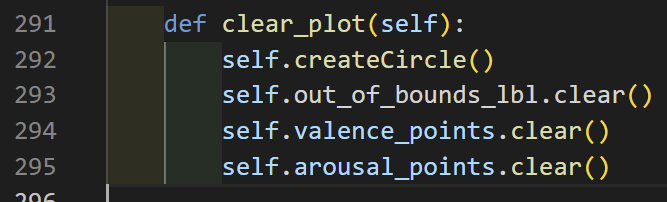 291 def clear_plot(self):
292 self.createCircle()
293 self.out_of_bounds_lbl.clear()
294 self.valence_points.clear()
295 self.arousal_points.clear()
296